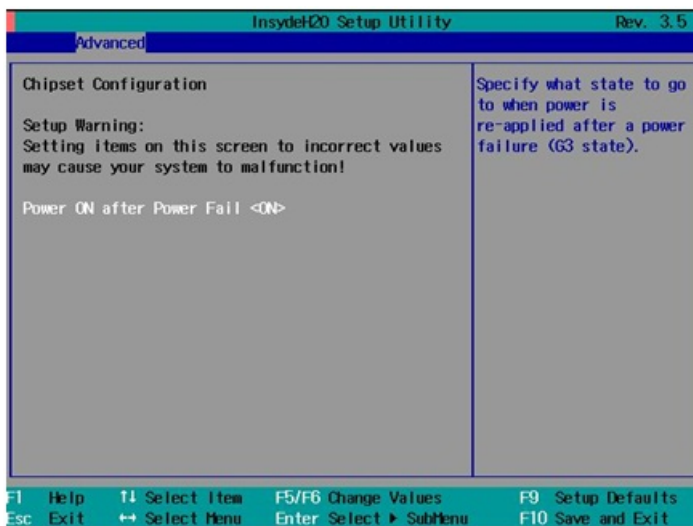 InsydeH20 Setup Utility Rev. 3.5
Advanced
Chipset Configuration
Setup Warning:
Setting items on this screen to incorrect values
may cause your system to malfunction!
Power ON after Power Fail <ON>
Specify what state to go
to when power is
re-applied after a power
failure (G3 state).
F1 Help ↑↓ Select Item F5/F6 Change Values F9 Setup Defaults
Esc Exit ↔ Select Menu Enter Select ▶ SubMenu F10 Save and Exit